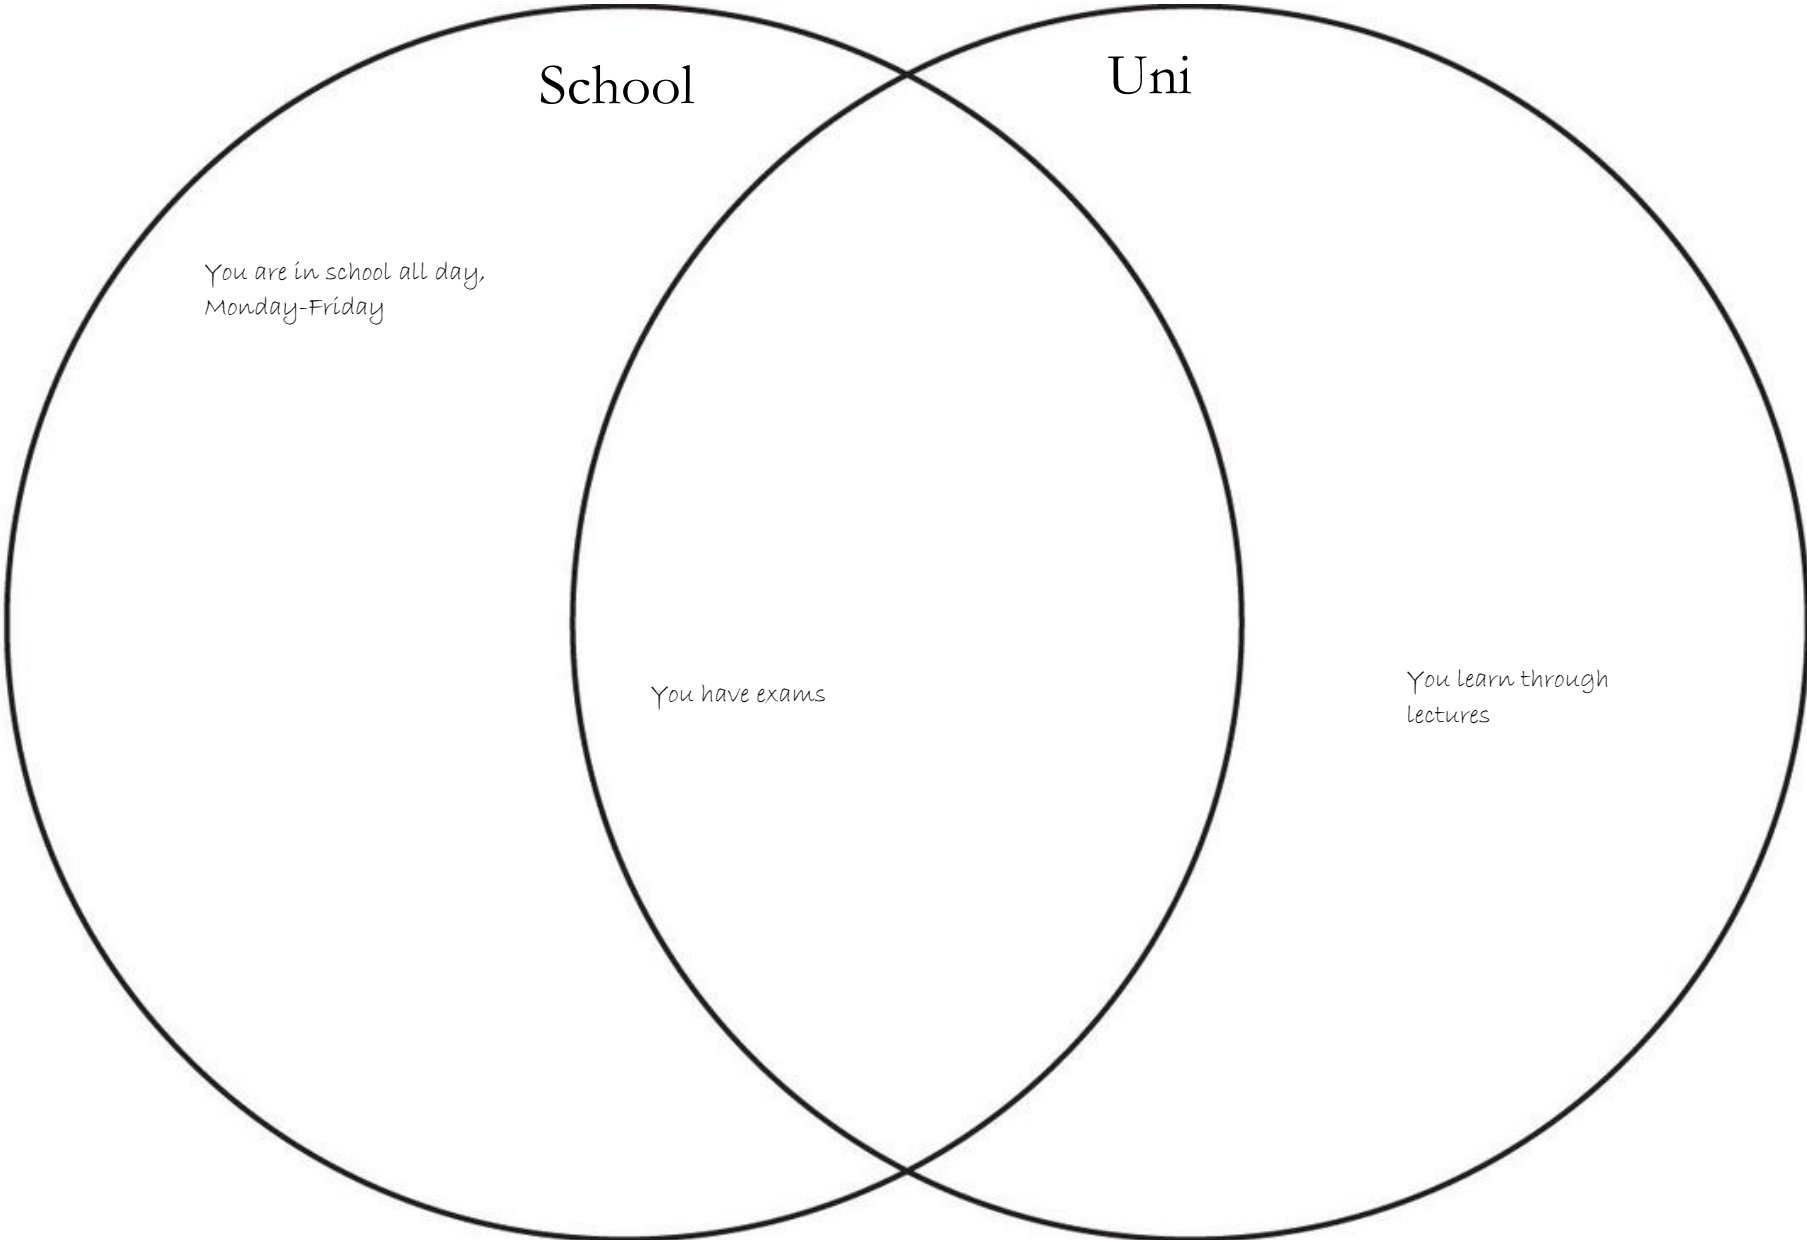 School
Uni
You are in school all day,
Monday-Friday
You have exams
You learn through
lectures